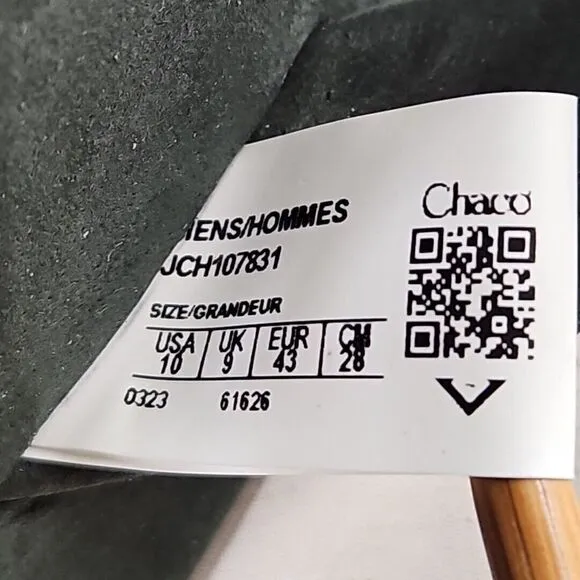 Chaco
MENS/HOMMES
JCH107831
SIZE/GRANDEUR
USA UK EUR CM
10 9 43 28
0323 61626